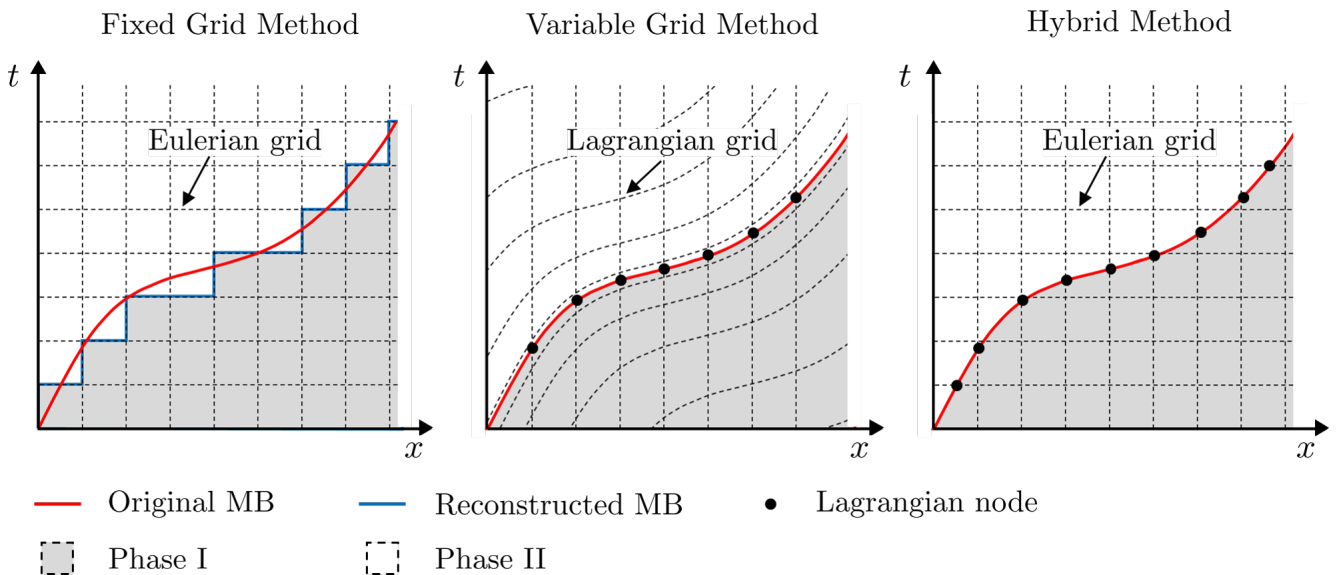 Fixed Grid Method
Variable Grid Method
Hybrid Method
t
t
t
Eulerian grid
Lagrangian grid
Eulerian grid
x
x
x
Original MB
Reconstructed MB
Lagrangian node
Phase I
Phase II